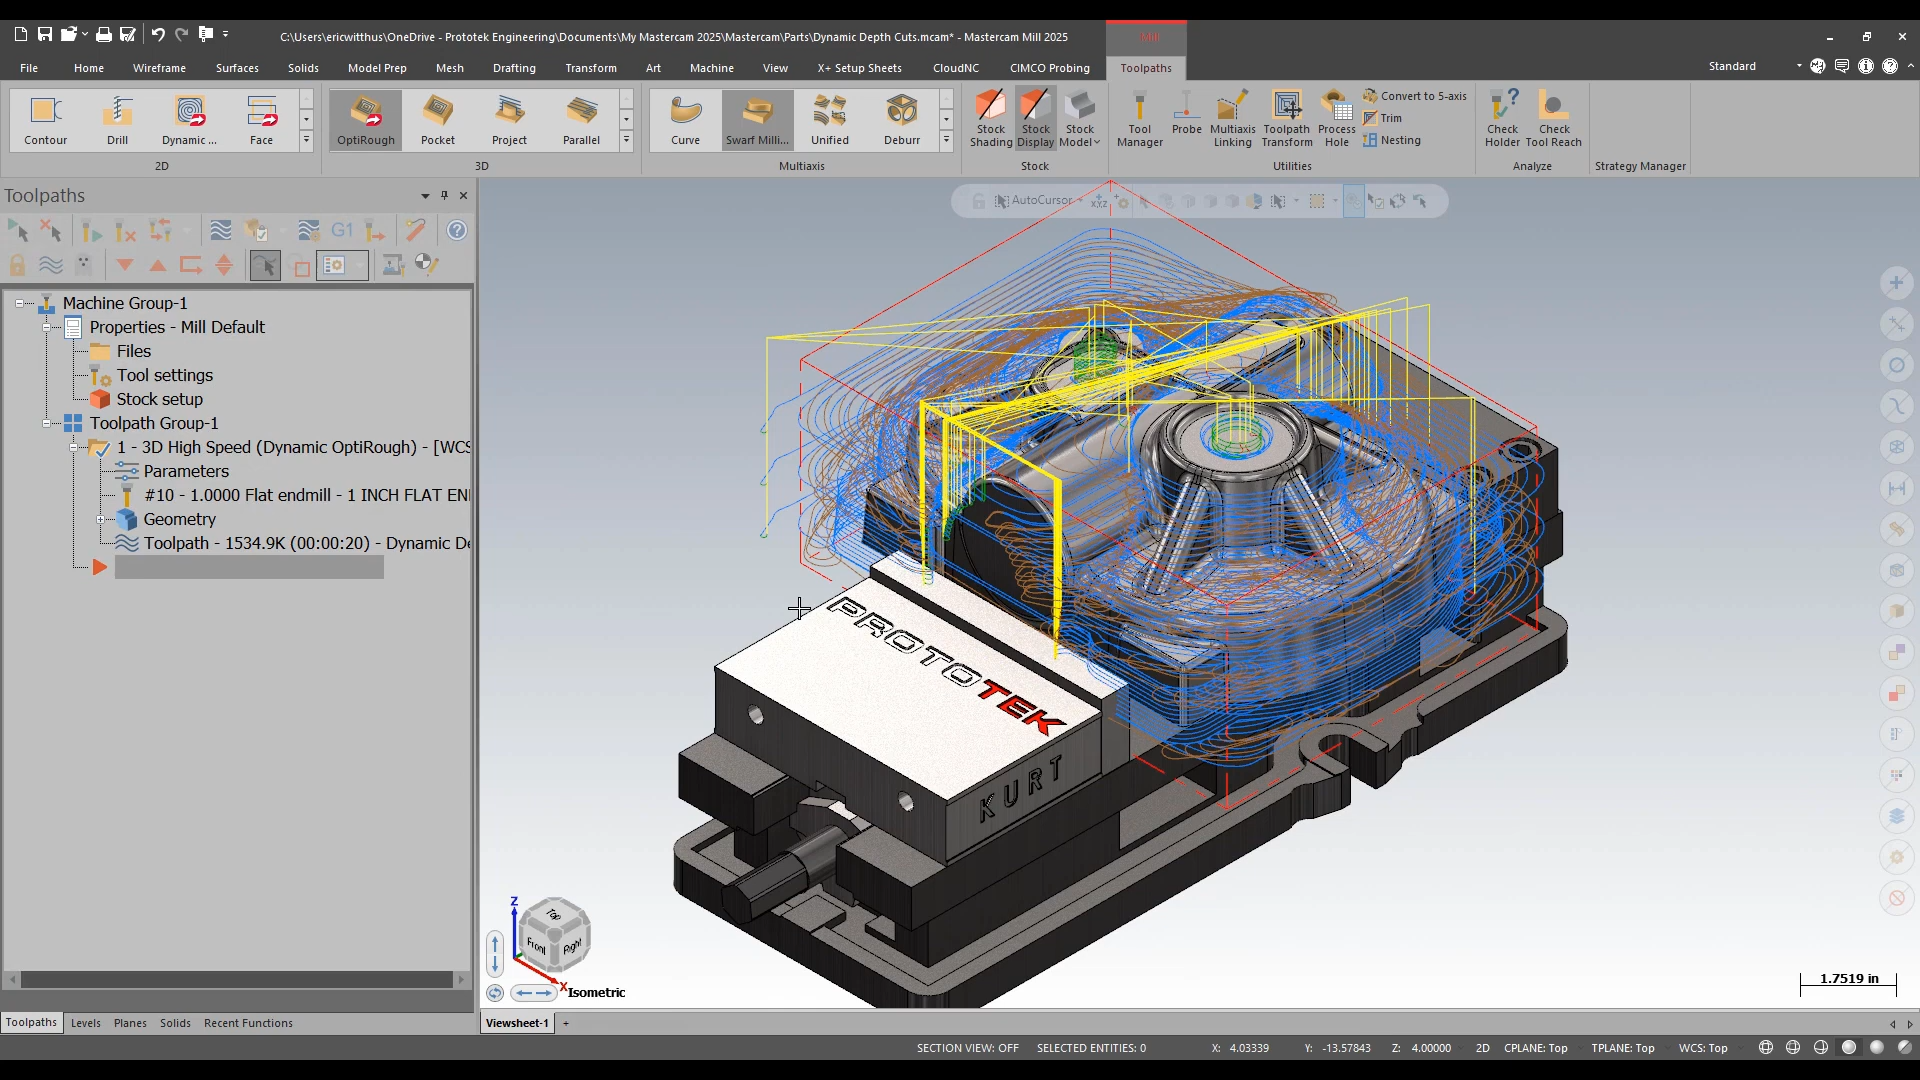 C:\Users\ericwitthus\OneDrive - Prototek Engineering\Documents\My Mastercam 2025\Mastercam\Parts\Dynamic Depth Cuts.mcam* - Mastercam Mill 2025
Mill
File Home Wireframe Surfaces Solids Model Prep Mesh Drafting Transform Art Machine View X+ Setup Sheets CloudNC CIMCO Probing Toolpaths Standard
Contour Drill Dynamic ... Face OptiRough Pocket Project Parallel Curve Swarf Milli... Unified Deburr
Stock Shading Stock Display Stock Model Tool Manager Probe Multiaxis Linking Toolpath Transform Process Hole
Convert to 5-axis
Trim
Nesting
Check Holder Check Tool Reach
2D 3D Multiaxis Stock Utilities Analyze Strategy Manager
Toolpaths
AutoCursor
G1
Machine Group-1
Properties - Mill Default
Files
Tool settings
Stock setup
Toolpath Group-1
1 - 3D High Speed (Dynamic OptiRough) - [WCS
Parameters
#10 - 1.0000 Flat endmill - 1 INCH FLAT EN
Geometry
Toolpath - 1534.9K (00:00:20) - Dynamic De
PROTOTEK
KURT
Z
Top
Front Right
X
Isometric
1.7519 in
Toolpaths Levels Planes Solids Recent Functions
Viewsheet-1 +
SECTION VIEW: OFF SELECTED ENTITIES: 0 X: 4.03339 Y: -13.57843 Z: 4.00000 2D CPLANE: Top TPLANE: Top WCS: Top